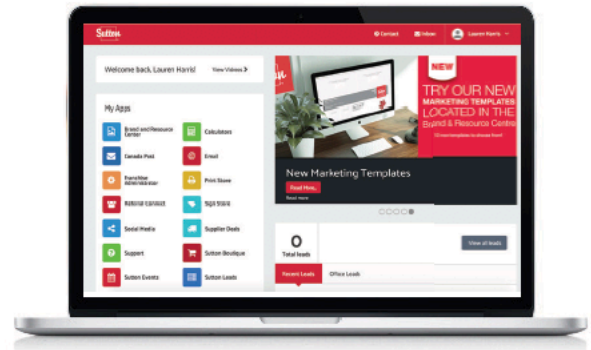 Sutton
Contact
Inbox
Lauren Harris
Welcome back, Lauren Harris!
View Videos
My Apps
Brand and Resource
Center
Calculators
Canada Post
Email
Franchise
Administrator
Print Store
Referral Connect
Sign Store
Social Media
Supplier Deals
Support
Sutton Boutique
Sutton Events
Sutton Leads
NEW
TRY OUR NEW
MARKETING TEMPLATES
LOCATED IN THE
Brand & Resource Centre
New Marketing Templates
Read More,
Read more
0
Total leads
View all leads
Recent Leads
Office Leads